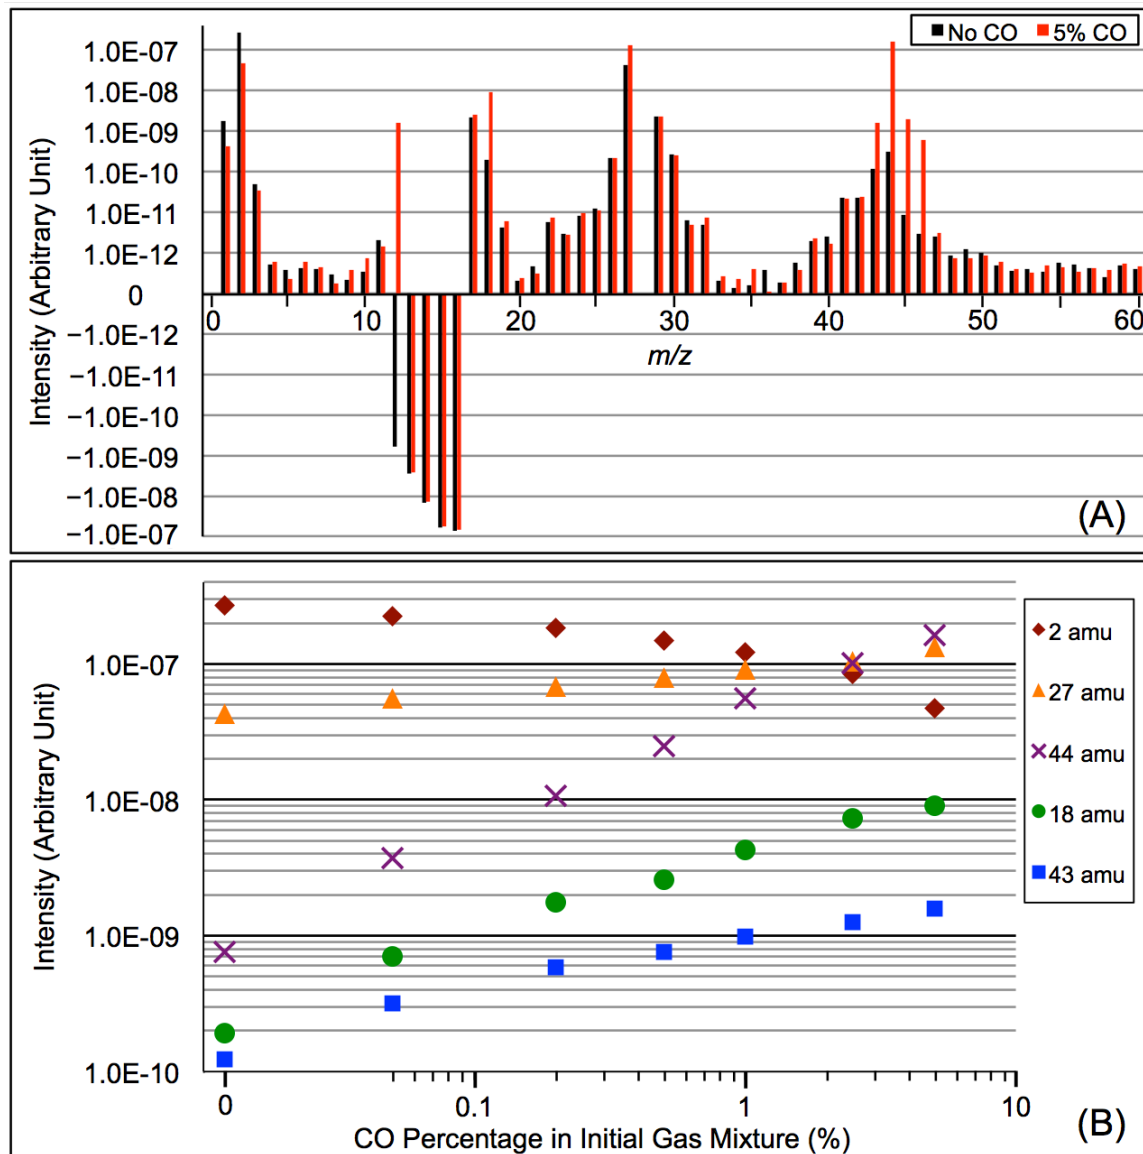 No CO 5% CO
1.0E-07
1.0E-08
1.0E-09
1.0E-10
1.0E-11
1.0E-12
0
0 10 20 30 40 50 60
m/z
−1.0E-12
−1.0E-11
−1.0E-10
−1.0E-09
−1.0E-08
−1.0E-07
Intensity (Arbitrary Unit)
(A)
2 amu
27 amu
44 amu
18 amu
43 amu
1.0E-07
1.0E-08
1.0E-09
1.0E-10
Intensity (Arbitrary Unit)
0 0.1 1 10
CO Percentage in Initial Gas Mixture (%)
(B)